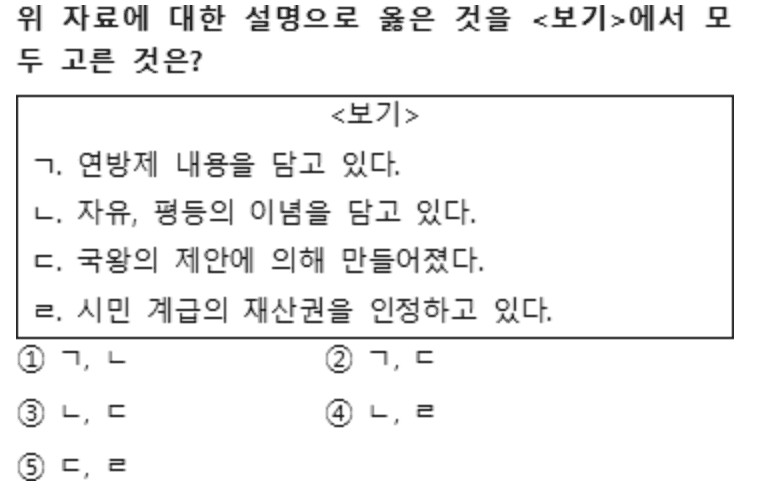 위 자료에 대한 설명으로 옳은 것을 <보기>에서 모
두 고른 것은?
<보기>
ㄱ. 연방제 내용을 담고 있다.
ㄴ. 자유, 평등의 이념을 담고 있다.
ㄷ. 국왕의 제안에 의해 만들어졌다.
ㄹ. 시민 계급의 재산권을 인정하고 있다.
① ㄱ, ㄴ ② ㄱ, ㄷ
③ ㄴ, ㄷ ④ ㄴ, ㄹ
⑤ ㄷ, ㄹ